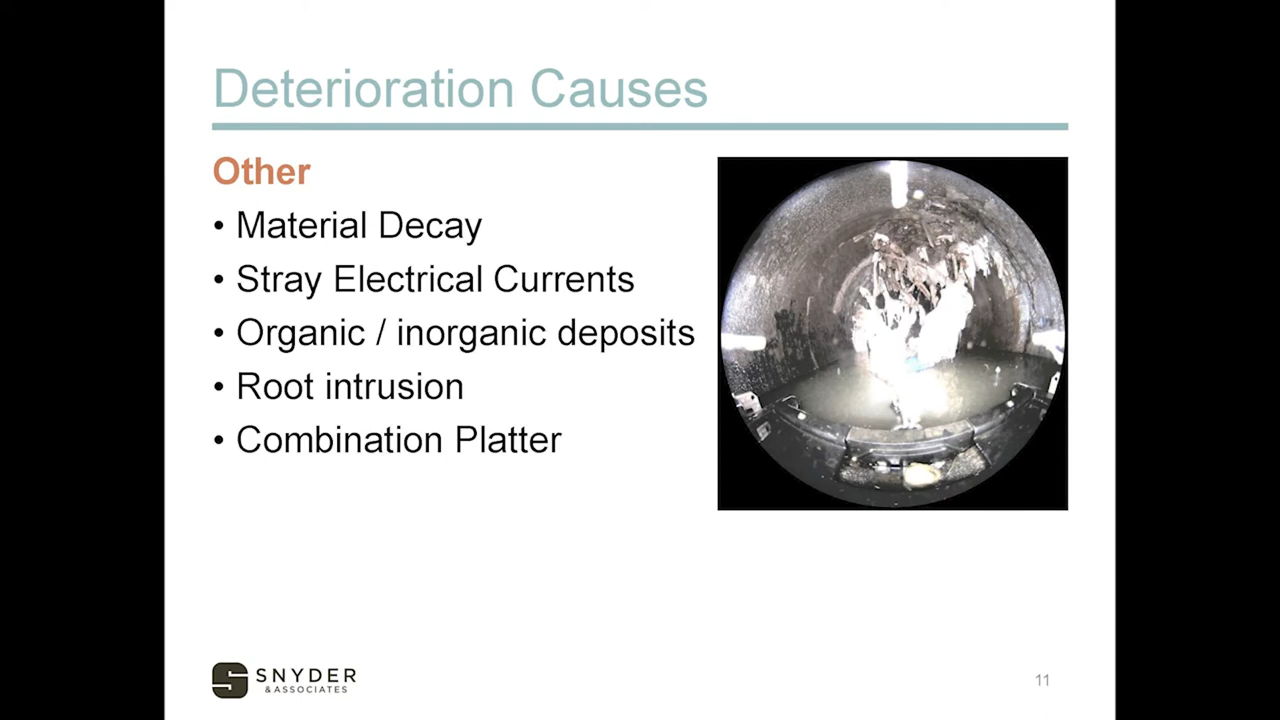 Deterioration Causes
Other
• Material Decay
• Stray Electrical Currents
• Organic / inorganic deposits
• Root intrusion
• Combination Platter
SNYDER
& ASSOCIATES
11